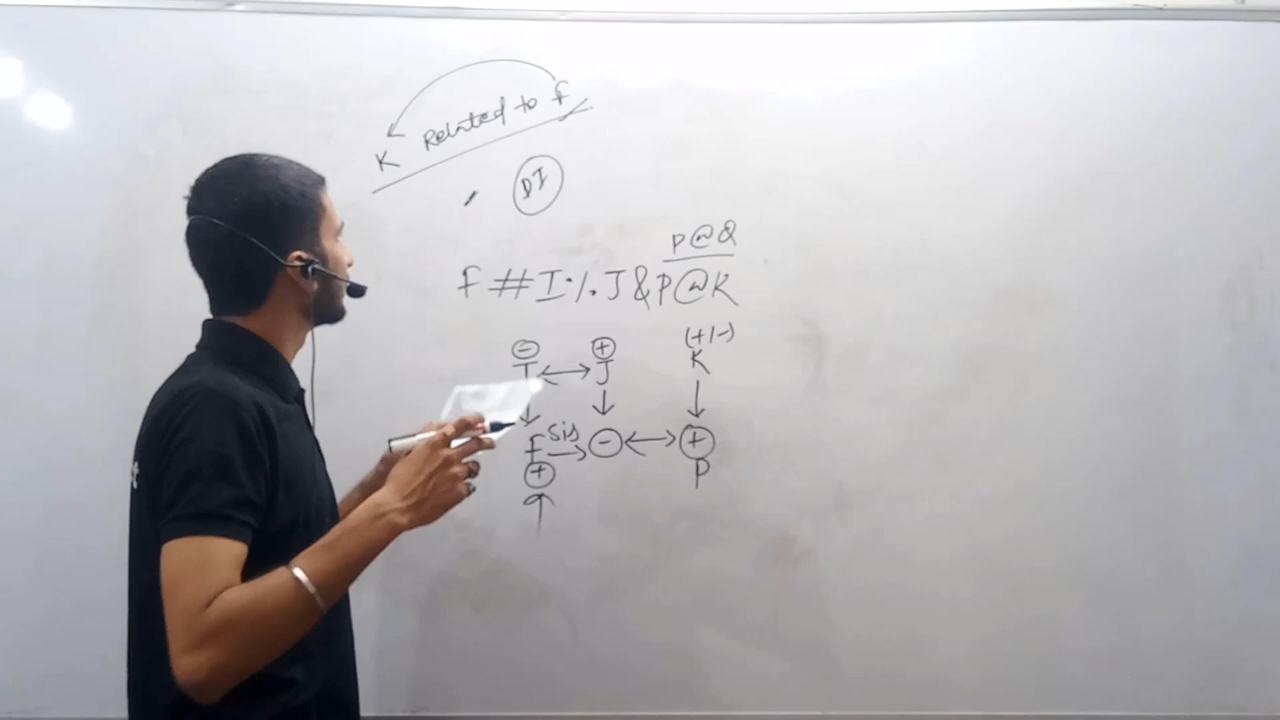 K Related to f
DI
P@Q
F#I%J&P@K
(+/-)
- + K
I ↔ J
f sis - ↔ +
+ P